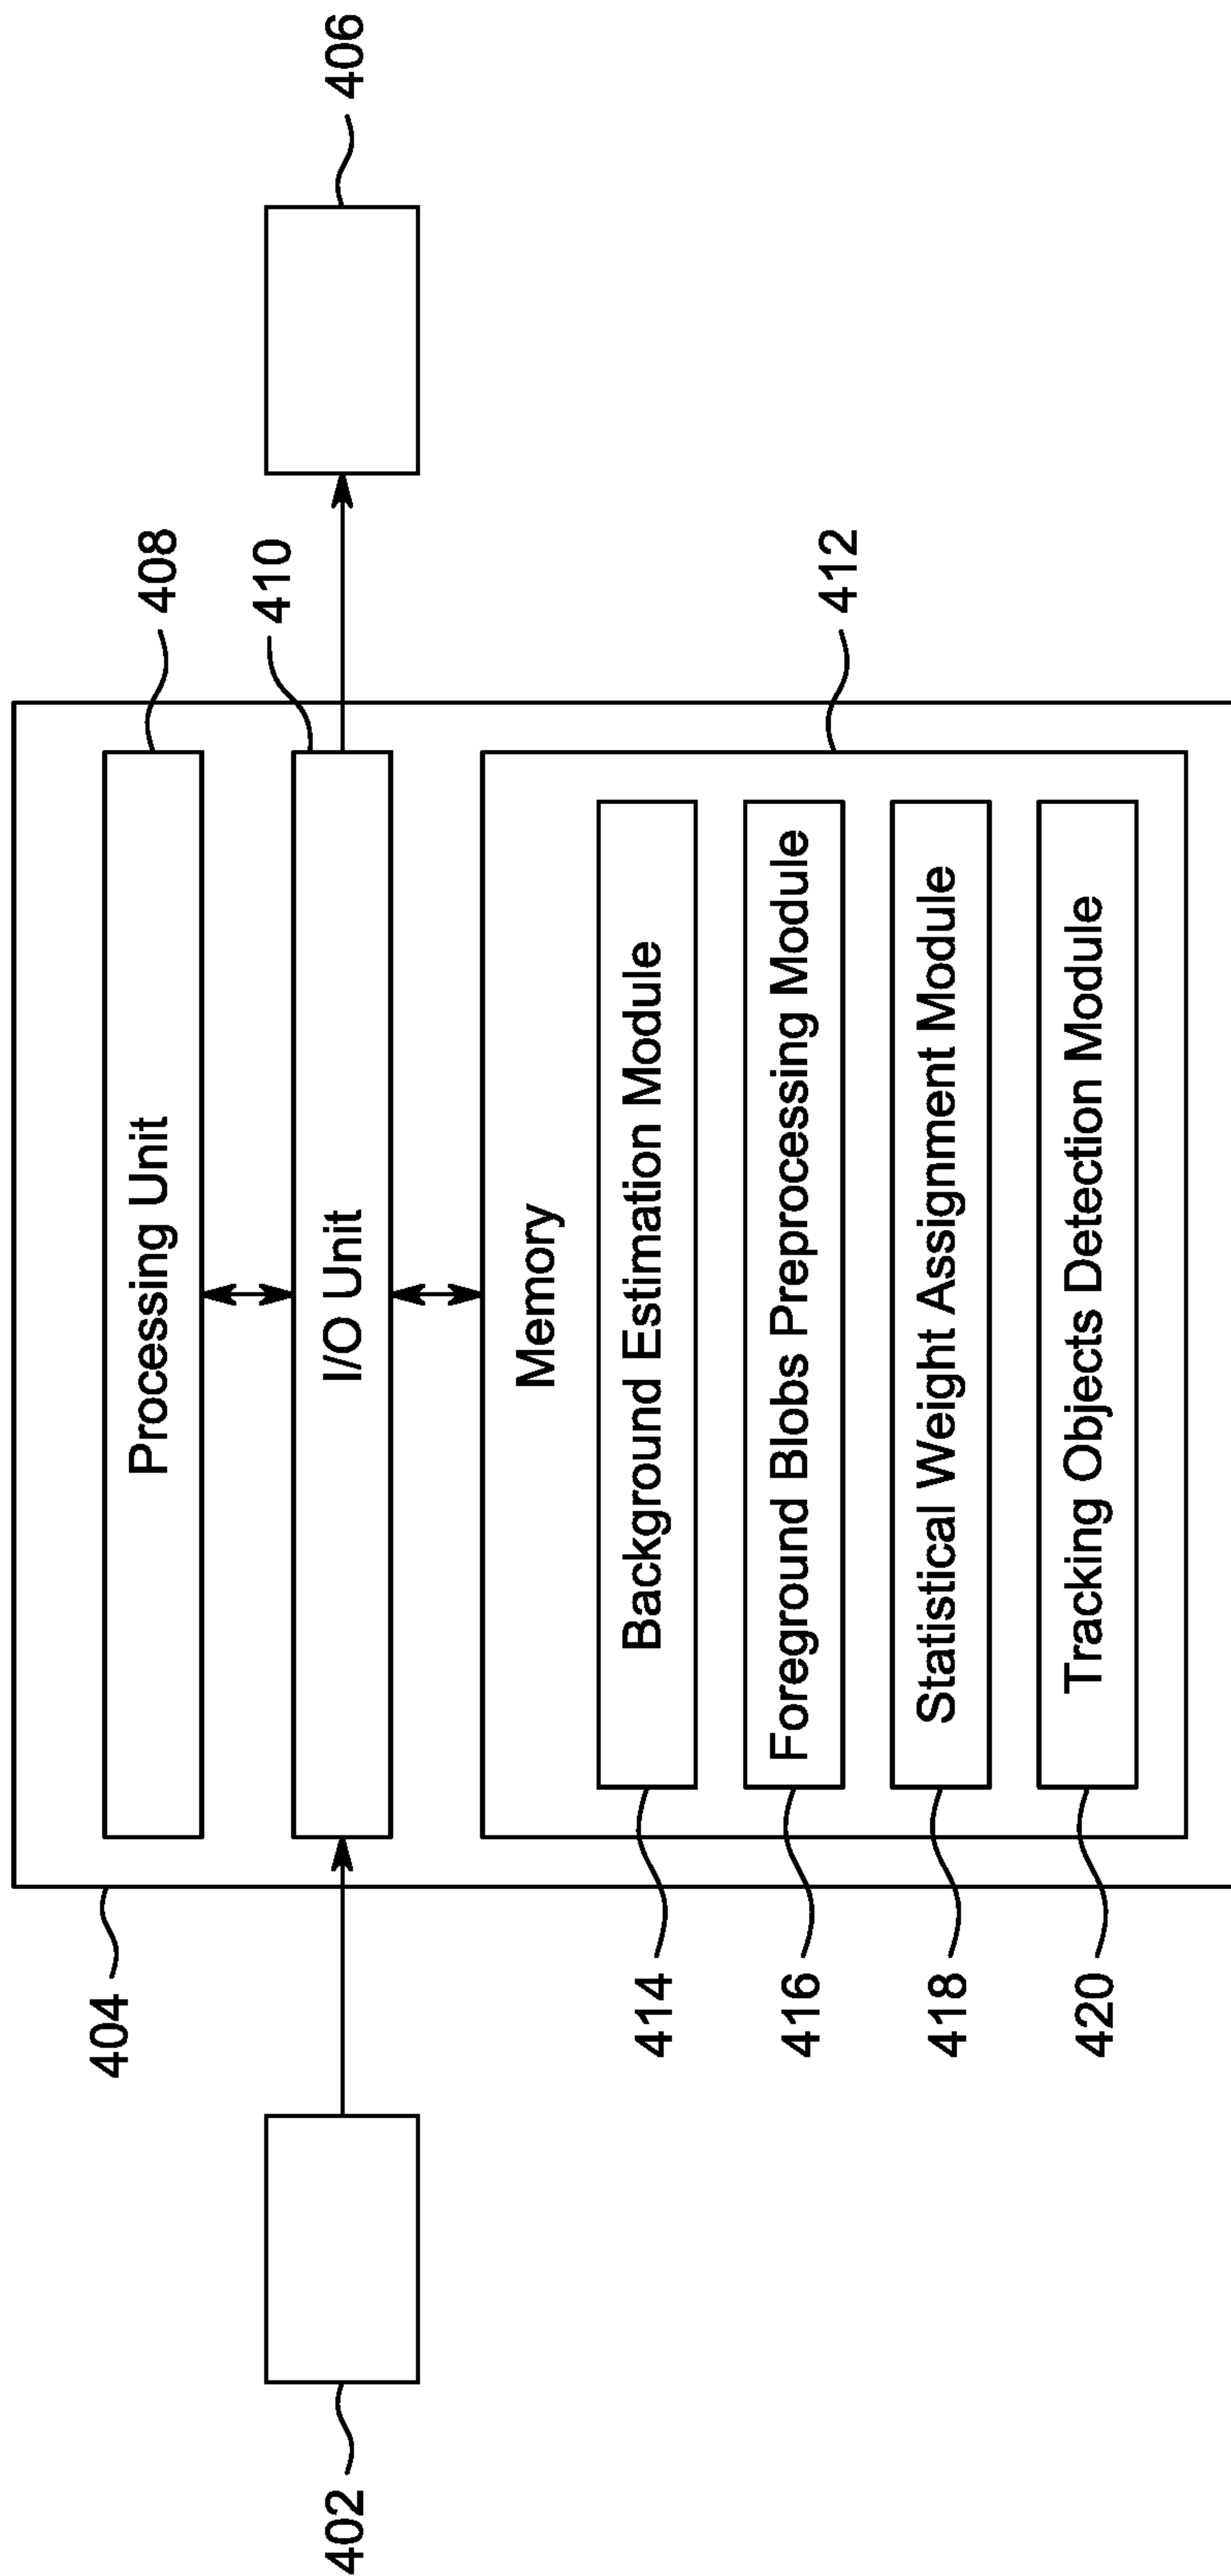 404
Processing Unit
408
402
I/O Unit
410
406
Memory
412
414
Background Estimation Module
416
Foreground Blobs Preprocessing Module
418
Statistical Weight Assignment Module
420
Tracking Objects Detection Module